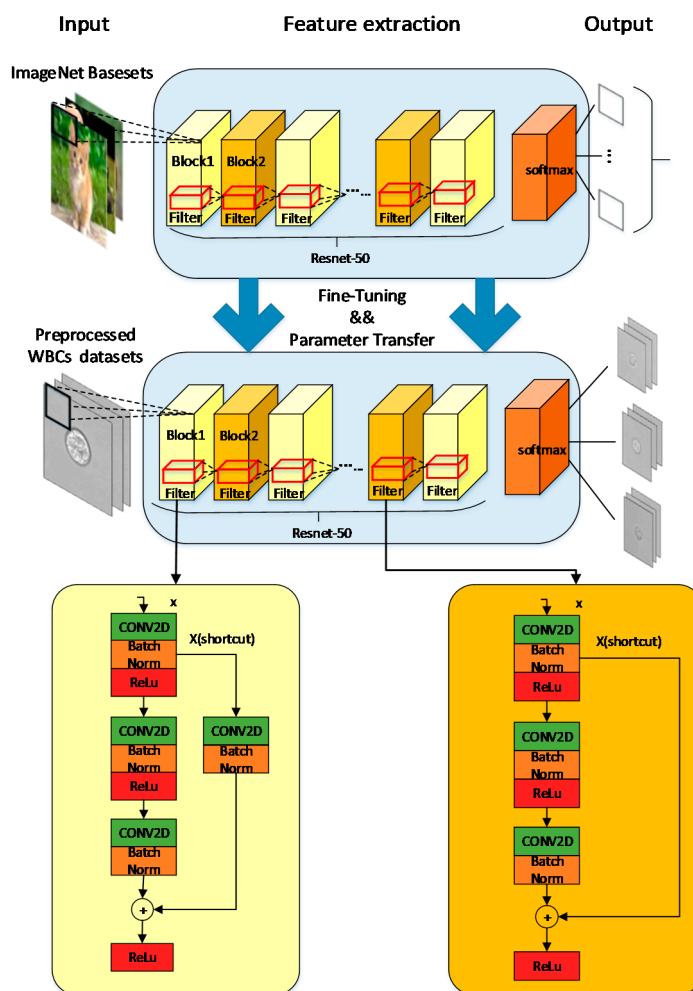 Input
Feature extraction
Output
ImageNet Basesets
Block1
Block2
Filter
Filter
Filter
......
Filter
Filter
softmax
...
Resnet-50
Fine-Tuning
&&
Parameter Transfer
Preprocessed
WBCs datasets
Block1
Block2
Filter
Filter
Filter
......
Filter
Filter
softmax
Resnet-50
x
CONV2D
Batch
Norm
ReLu
X(shortcut)
CONV2D
Batch
Norm
ReLu
CONV2D
Batch
Norm
CONV2D
Batch
Norm
+
ReLu
x
CONV2D
Batch
Norm
ReLu
X(shortcut)
CONV2D
Batch
Norm
ReLu
CONV2D
Batch
Norm
+
ReLu